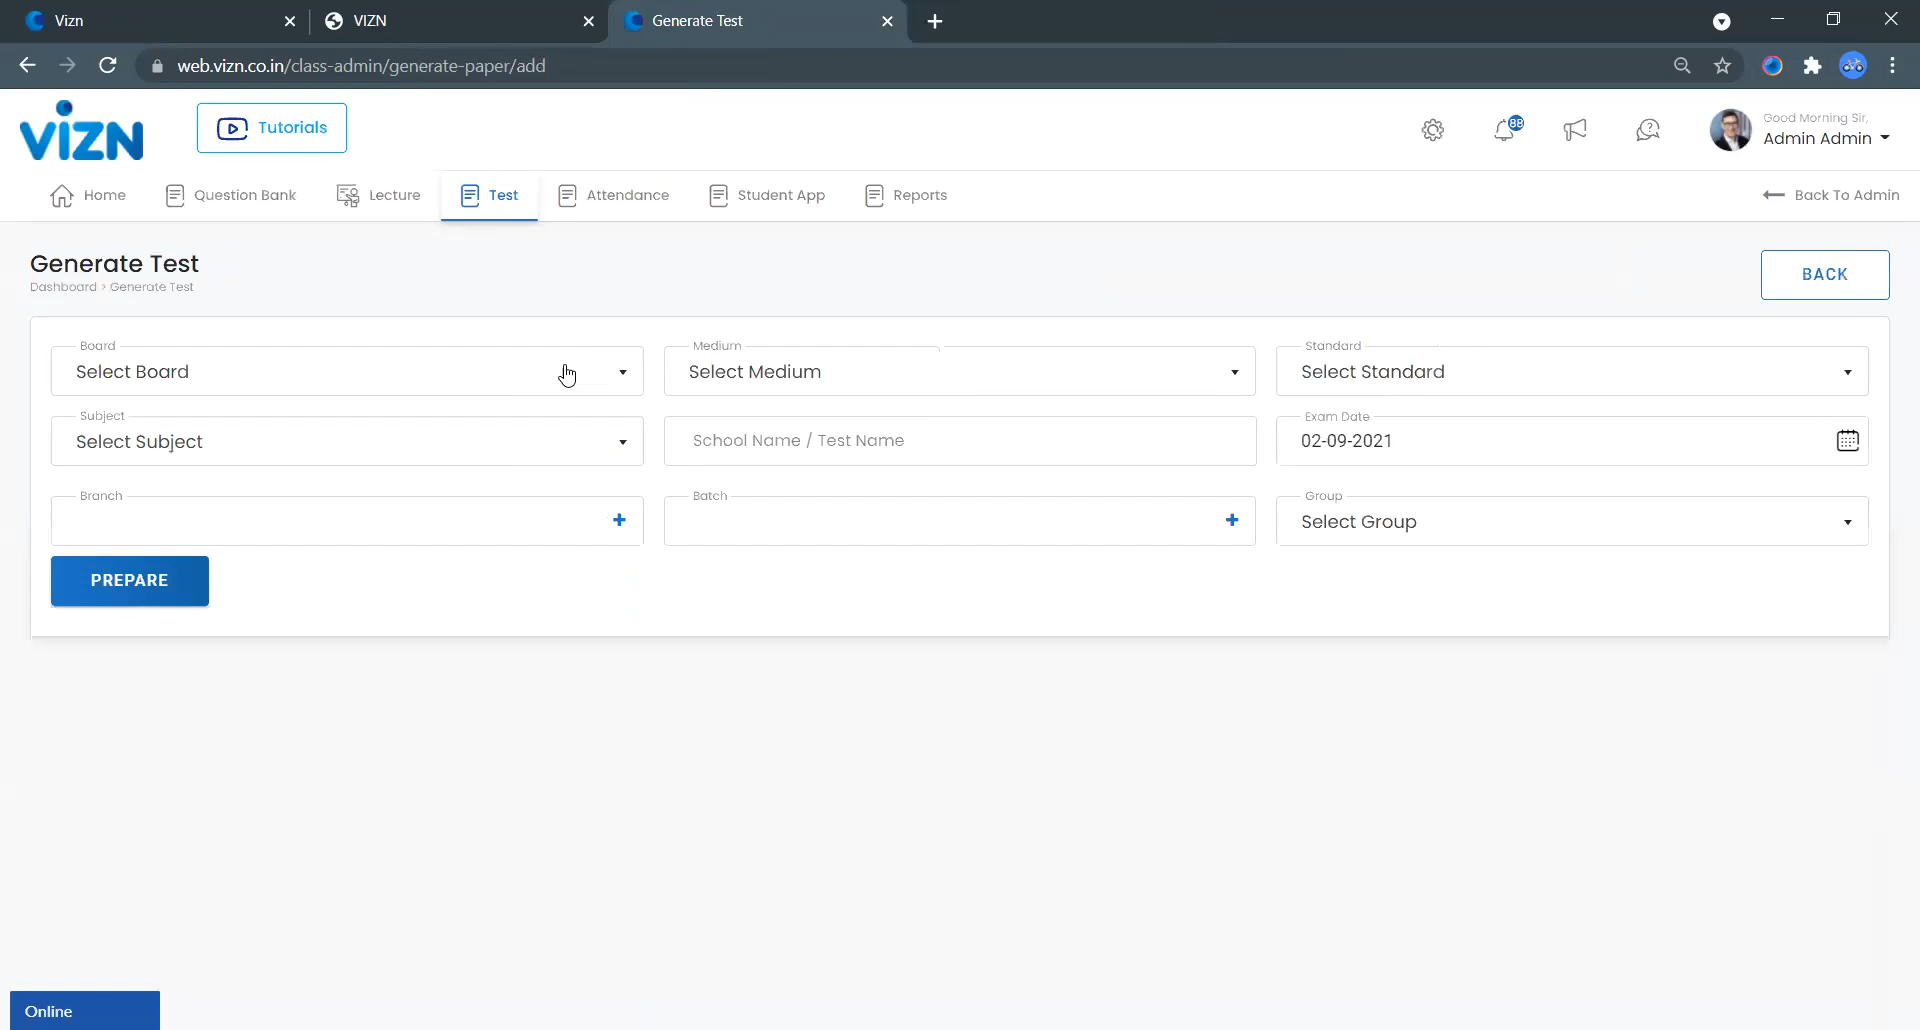 Vizn
VIZN
Generate Test
web.vizn.co.in/class-admin/generate-paper/add
VIZN
Tutorials
88
Good Morning Sir,
Admin Admin
Home
Question Bank
Lecture
Test
Attendance
Student App
Reports
Back To Admin
Generate Test
Dashboard > Generate Test
BACK
Board
Select Board
Medium
Select Medium
Standard
Select Standard
Subject
Select Subject
School Name / Test Name
Exam Date
02-09-2021
Branch
Batch
Group
Select Group
PREPARE
Online